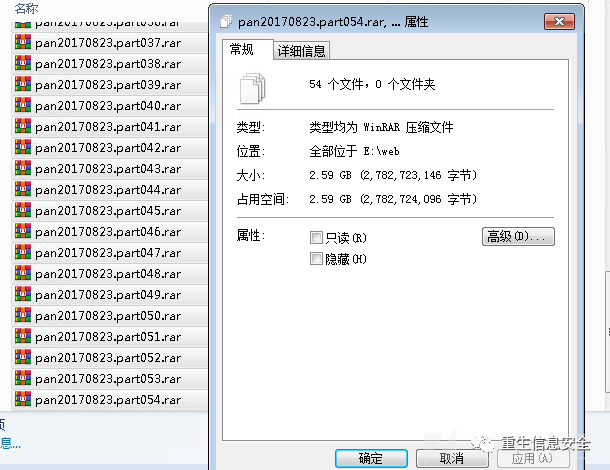 名称
pan20170823.part036.rar
pan20170823.part037.rar
pan20170823.part038.rar
pan20170823.part039.rar
pan20170823.part040.rar
pan20170823.part041.rar
pan20170823.part042.rar
pan20170823.part043.rar
pan20170823.part044.rar
pan20170823.part045.rar
pan20170823.part046.rar
pan20170823.part047.rar
pan20170823.part048.rar
pan20170823.part049.rar
pan20170823.part050.rar
pan20170823.part051.rar
pan20170823.part052.rar
pan20170823.part053.rar
pan20170823.part054.rar
息...
pan20170823.part054.rar, ... 属性
常规 详细信息
54 个文件，0 个文件夹
类型: 类型均为 WinRAR 压缩文件
位置: 全部位于 E:\web
大小: 2.59 GB (2,782,723,146 字节)
占用空间: 2.59 GB (2,782,724,096 字节)
属性: 只读(R) 高级(D)...
隐藏(H)
重生信息安全
确定 取消 应用(A)